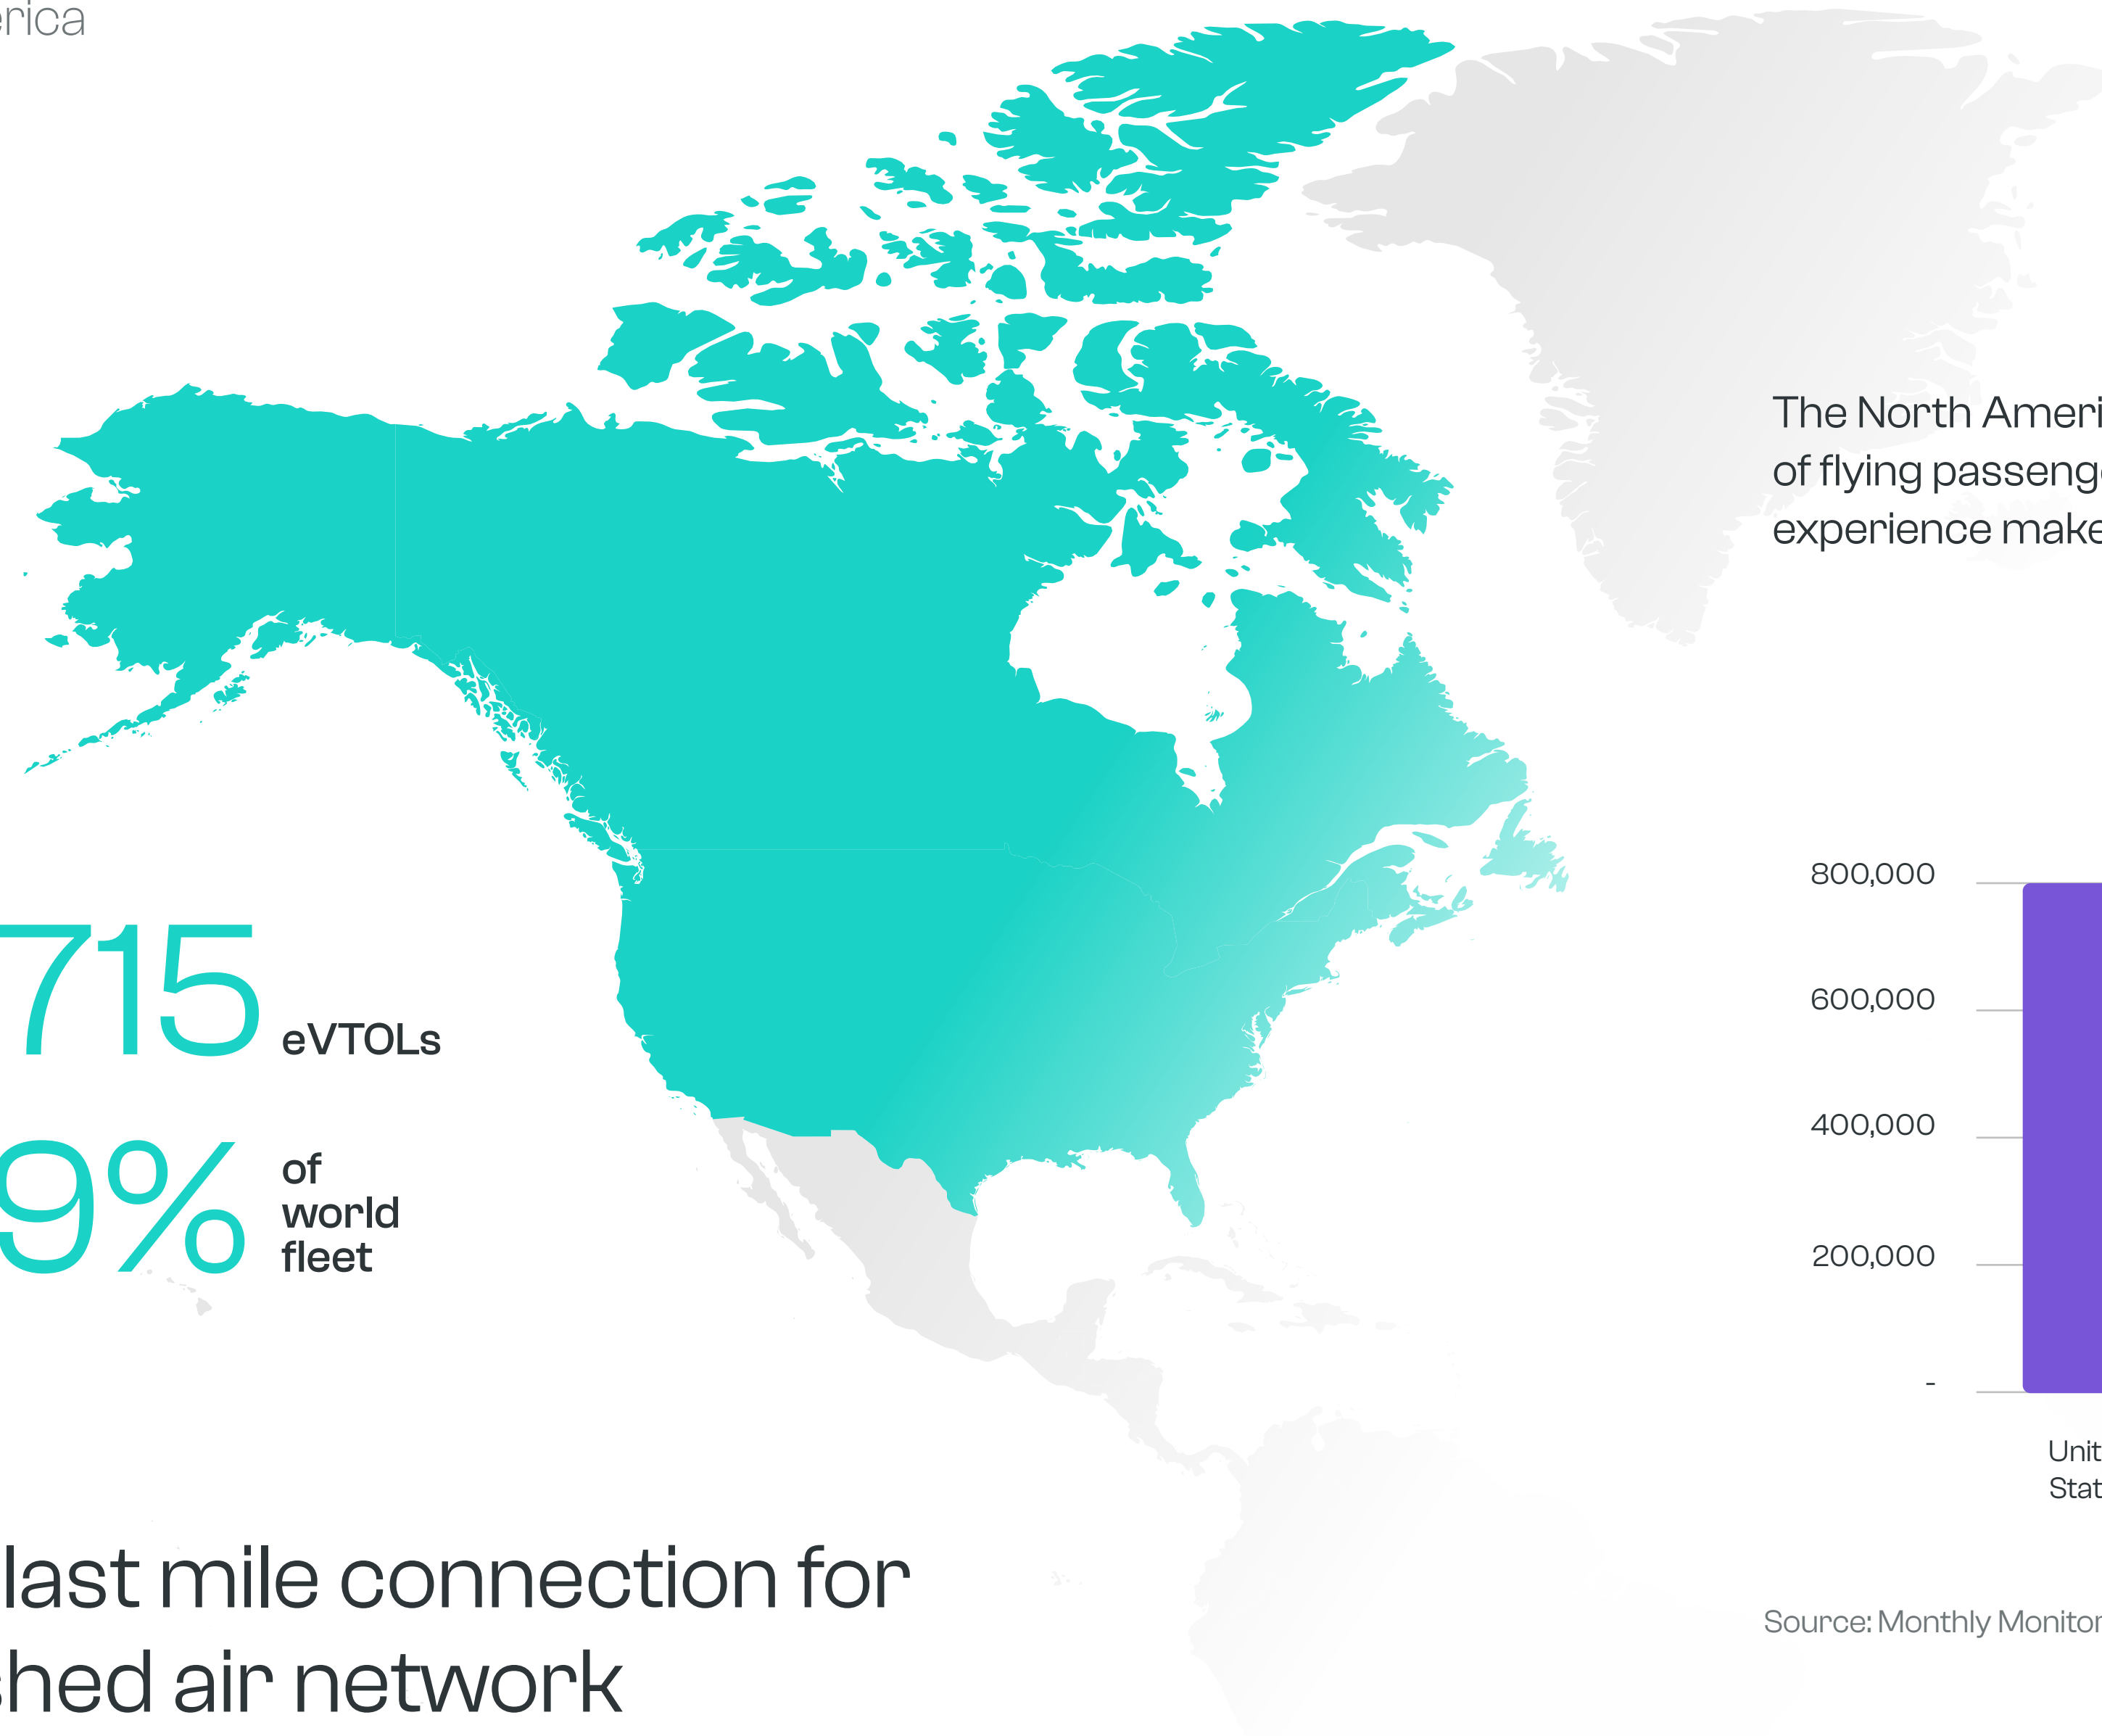 erica
The North Ameri
of flying passeng
experience make
715 eVTOLs
9% of
world
fleet
800,000
600,000
400,000
200,000
-
Unit
Stat
last mile connection for
shed air network
Source: Monthly Monitor